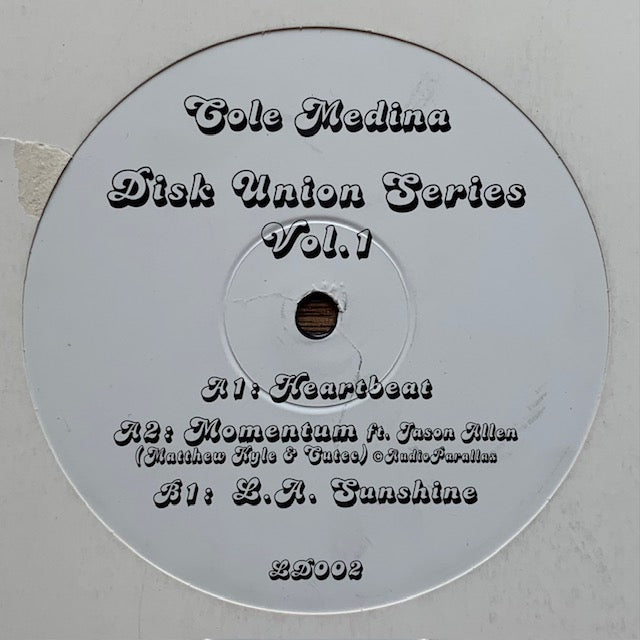 Cole Medina
Disk Union Series
Vol.1
A1: Heartbeat
A2: Momentum ft. Jason Allen
(Matthew Kyle & Cutec) ©AudioParallax
B1: L.A. Sunshine
LD002